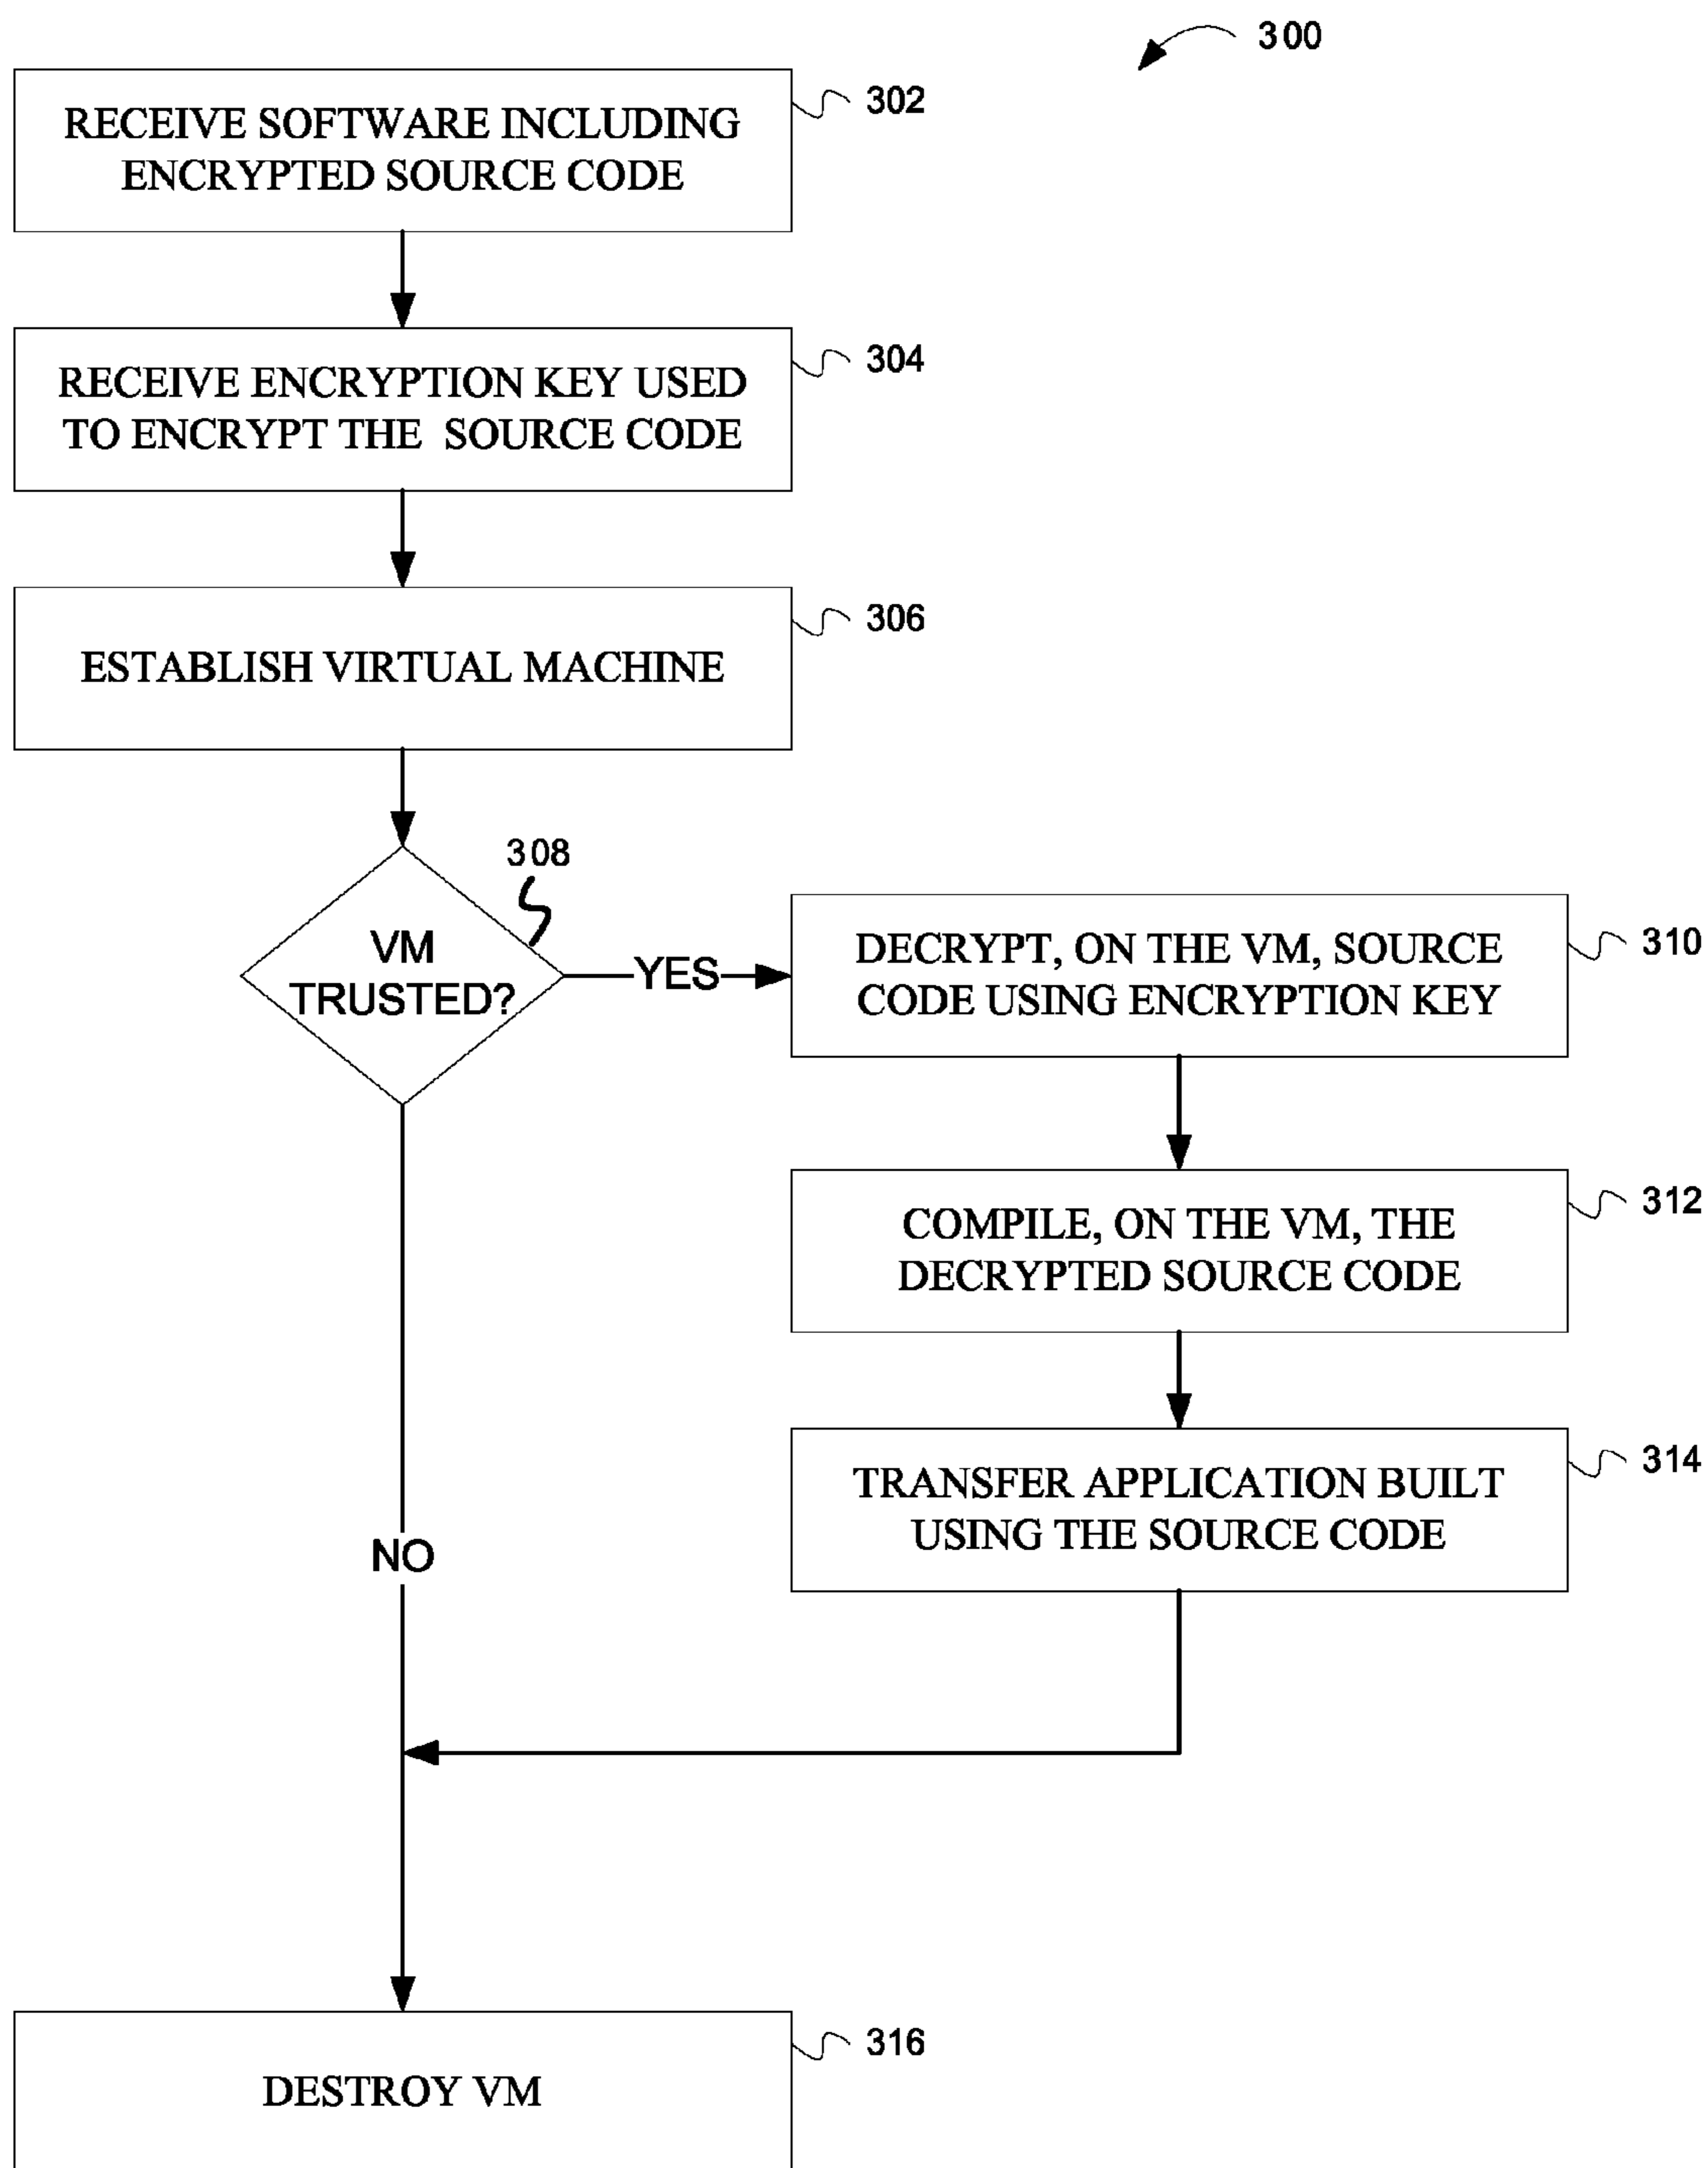 300
RECEIVE SOFTWARE INCLUDING
ENCRYPTED SOURCE CODE
302
RECEIVE ENCRYPTION KEY USED
TO ENCRYPT THE SOURCE CODE
304
ESTABLISH VIRTUAL MACHINE
306
308
VM
TRUSTED?
YES
DECRYPT, ON THE VM, SOURCE
CODE USING ENCRYPTION KEY
310
COMPILE, ON THE VM, THE
DECRYPTED SOURCE CODE
312
TRANSFER APPLICATION BUILT
USING THE SOURCE CODE
314
NO
DESTROY VM
316